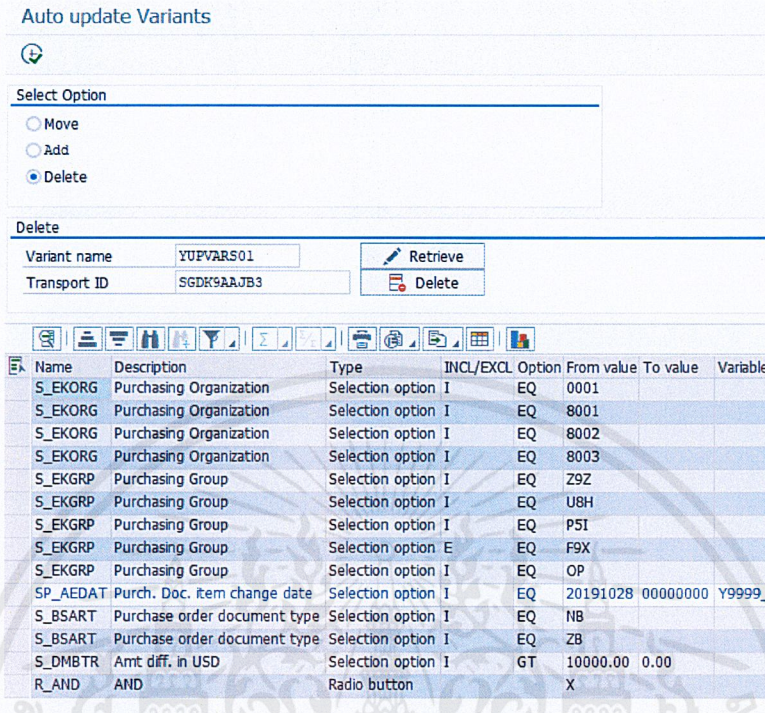 Auto update Variants
Select Option
Move
Add
Delete
Delete
Variant name YUPVARS01 Retrieve
Transport ID SGDK9AAJB3 Delete
Name Description Type INCL/EXCL Option From value To value Variable
S_EKORG Purchasing Organization Selection option I EQ 0001
S_EKORG Purchasing Organization Selection option I EQ 8001
S_EKORG Purchasing Organization Selection option I EQ 8002
S_EKORG Purchasing Organization Selection option I EQ 8003
S_EKGRP Purchasing Group Selection option I EQ Z9Z
S_EKGRP Purchasing Group Selection option I EQ U8H
S_EKGRP Purchasing Group Selection option I EQ P5I
S_EKGRP Purchasing Group Selection option E EQ F9X
S_EKGRP Purchasing Group Selection option I EQ OP
SP_AEDAT Purch. Doc. item change date Selection option I EQ 20191028 00000000 Y9999_
S_BSART Purchase order document type Selection option I EQ NB
S_BSART Purchase order document type Selection option I EQ ZB
S_DMBTR Amt diff. in USD Selection option I GT 10000.00 0.00
R_AND AND Radio button X